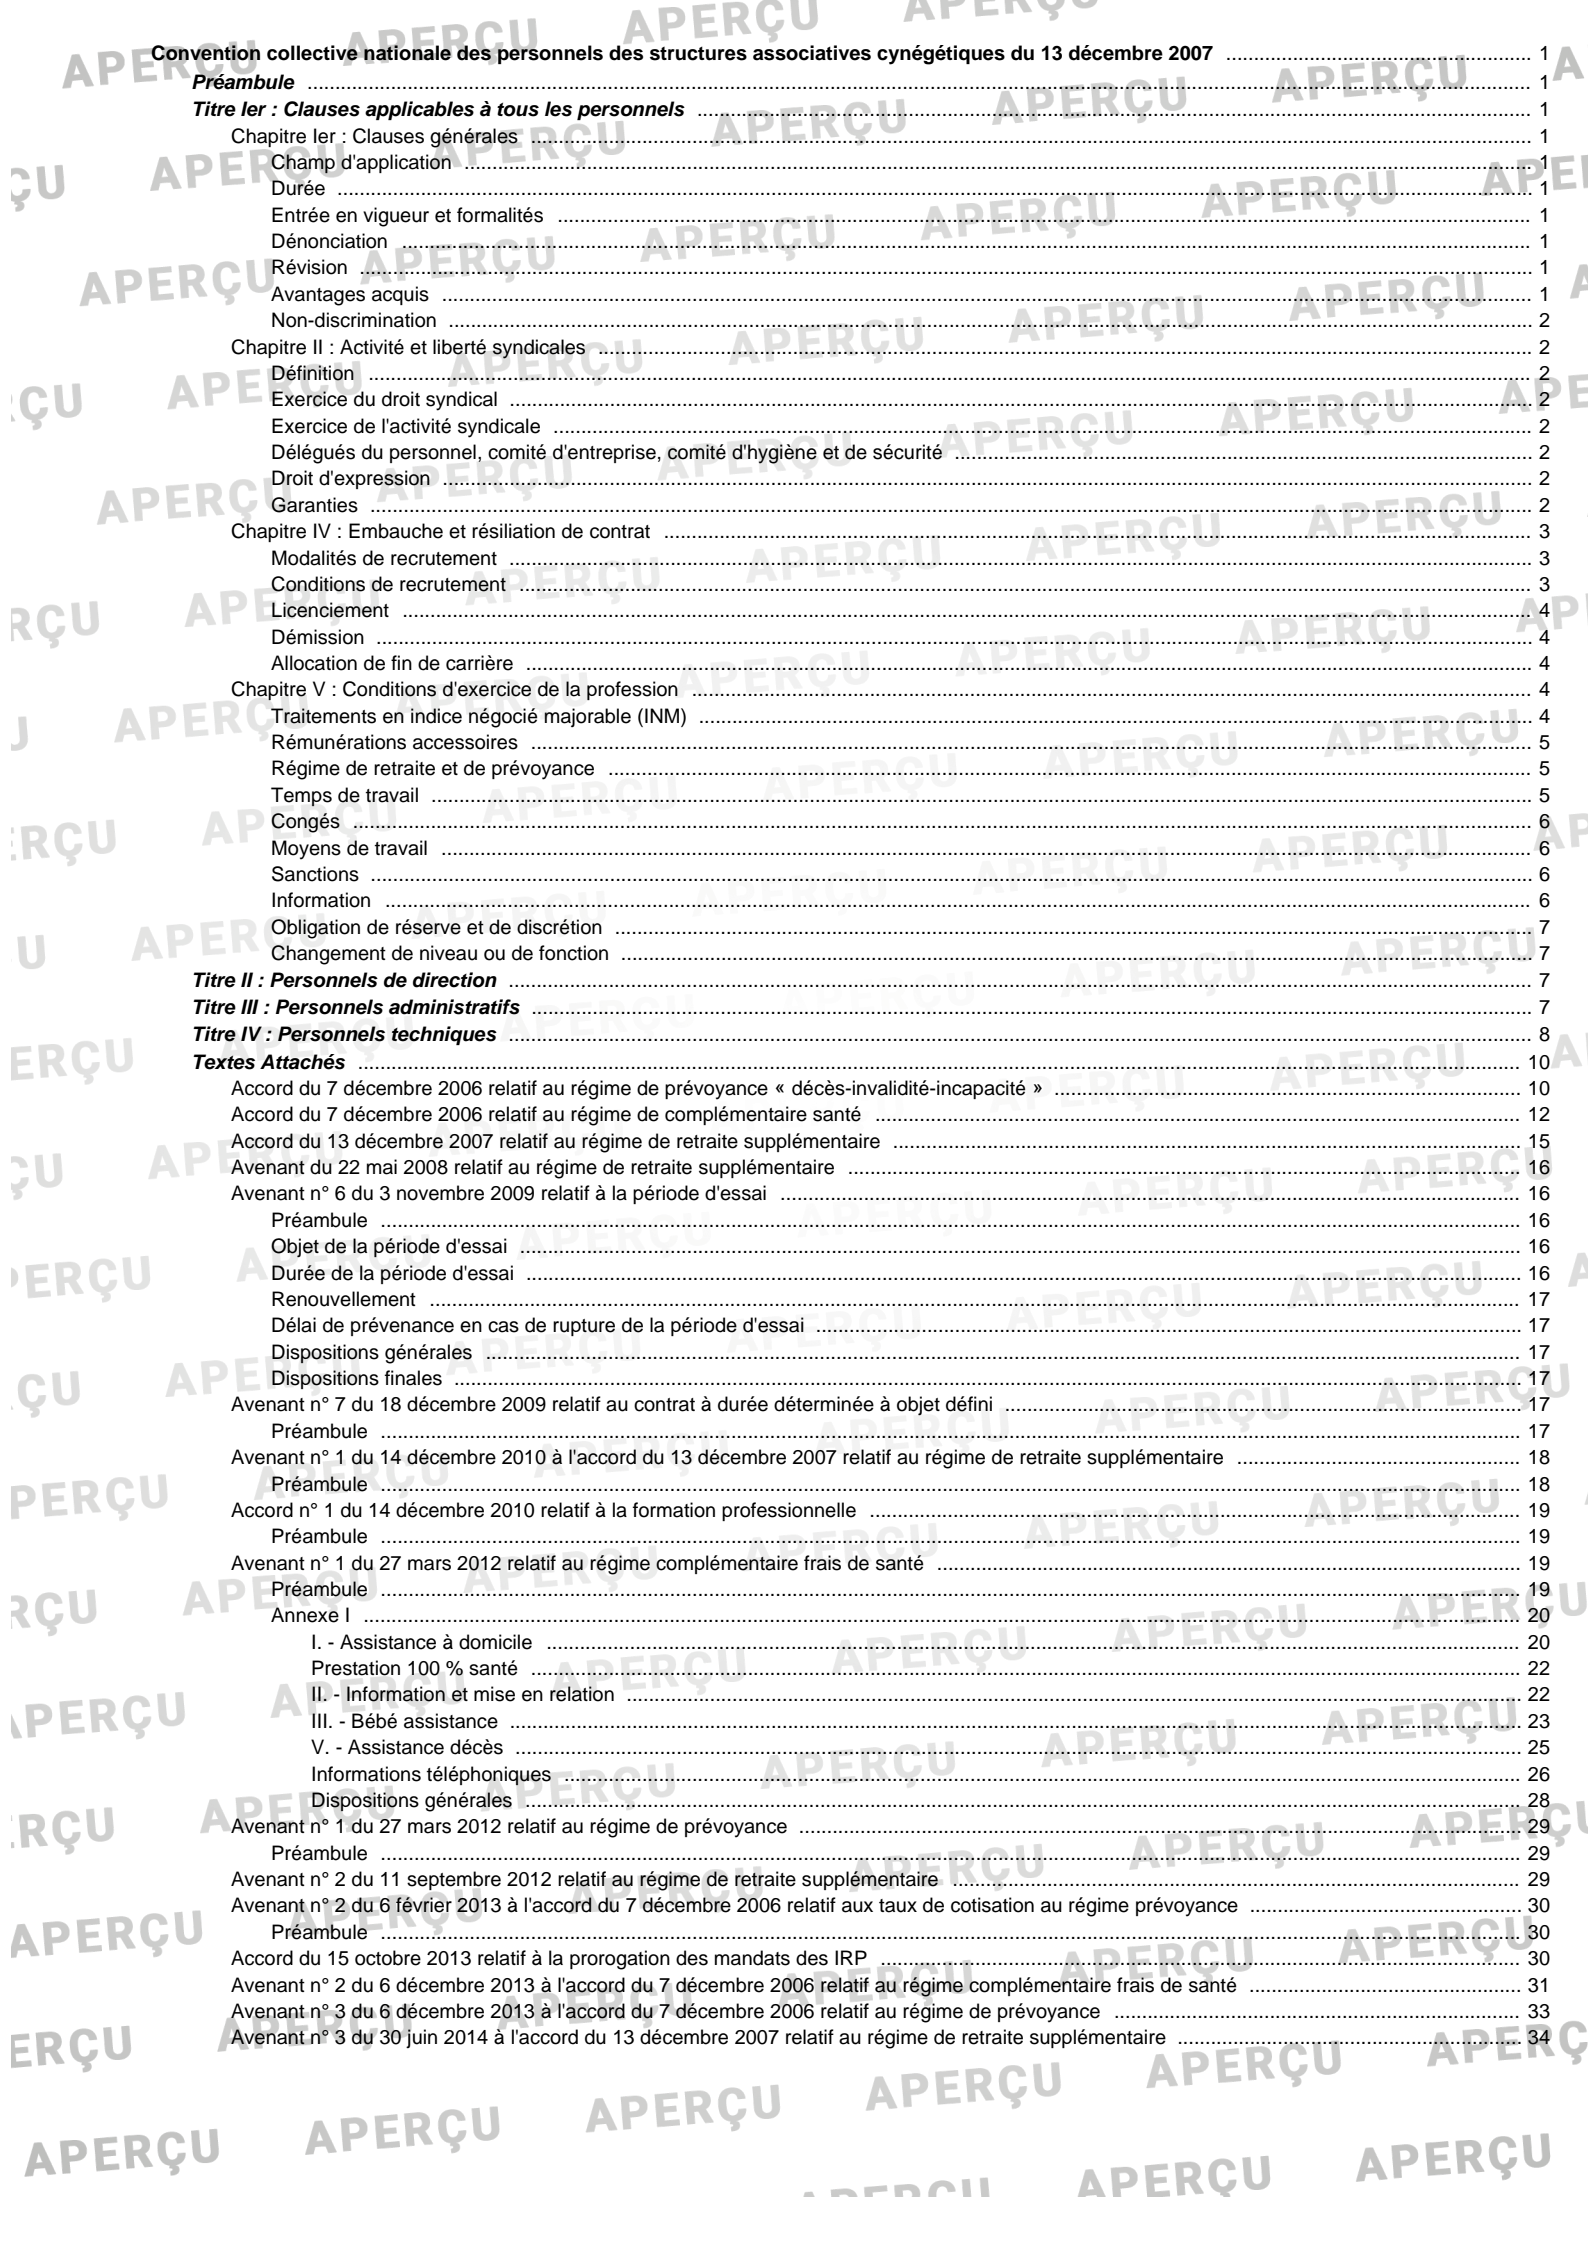 Convention collective nationale des personnels des structures associatives cynégétiques du 13 décembre 2007 ... 1
Préambule ... 1
Titre Ier : Clauses applicables à tous les personnels ... 1
Chapitre Ier : Clauses générales ... 1
Champ d'application ... 1
Durée ... 1
Entrée en vigueur et formalités ... 1
Dénonciation ... 1
Révision ... 1
Avantages acquis ... 1
Non-discrimination ... 2
Chapitre II : Activité et liberté syndicales ... 2
Définition ... 2
Exercice du droit syndical ... 2
Exercice de l'activité syndicale ... 2
Délégués du personnel, comité d'entreprise, comité d'hygiène et de sécurité ... 2
Droit d'expression ... 2
Garanties ... 2
Chapitre IV : Embauche et résiliation de contrat ... 3
Modalités de recrutement ... 3
Conditions de recrutement ... 3
Licenciement ... 4
Démission ... 4
Allocation de fin de carrière ... 4
Chapitre V : Conditions d'exercice de la profession ... 4
Traitements en indice négocié majorable (INM) ... 4
Rémunérations accessoires ... 5
Régime de retraite et de prévoyance ... 5
Temps de travail ... 5
Congés ... 6
Moyens de travail ... 6
Sanctions ... 6
Information ... 6
Obligation de réserve et de discrétion ... 7
Changement de niveau ou de fonction ... 7
Titre II : Personnels de direction ... 7
Titre III : Personnels administratifs ... 7
Titre IV : Personnels techniques ... 8
Textes Attachés ... 10
Accord du 7 décembre 2006 relatif au régime de prévoyance « décès-invalidité-incapacité » ... 10
Accord du 7 décembre 2006 relatif au régime de complémentaire santé ... 12
Accord du 13 décembre 2007 relatif au régime de retraite supplémentaire ... 15
Avenant du 22 mai 2008 relatif au régime de retraite supplémentaire ... 16
Avenant n° 6 du 3 novembre 2009 relatif à la période d'essai ... 16
Préambule ... 16
Objet de la période d'essai ... 16
Durée de la période d'essai ... 16
Renouvellement ... 17
Délai de prévenance en cas de rupture de la période d'essai ... 17
Dispositions générales ... 17
Dispositions finales ... 17
Avenant n° 7 du 18 décembre 2009 relatif au contrat à durée déterminée à objet défini ... 17
Préambule ... 17
Avenant n° 1 du 14 décembre 2010 à l'accord du 13 décembre 2007 relatif au régime de retraite supplémentaire ... 18
Préambule ... 18
Accord n° 1 du 14 décembre 2010 relatif à la formation professionnelle ... 19
Préambule ... 19
Avenant n° 1 du 27 mars 2012 relatif au régime complémentaire frais de santé ... 19
Préambule ... 19
Annexe I ... 20
I. - Assistance à domicile ... 20
Prestation 100 % santé ... 22
II. - Information et mise en relation ... 22
III. - Bébé assistance ... 23
V. - Assistance décès ... 25
Informations téléphoniques ... 26
Dispositions générales ... 28
Avenant n° 1 du 27 mars 2012 relatif au régime de prévoyance ... 29
Préambule ... 29
Avenant n° 2 du 11 septembre 2012 relatif au régime de retraite supplémentaire ... 29
Avenant n° 2 du 6 février 2013 à l'accord du 7 décembre 2006 relatif aux taux de cotisation au régime prévoyance ... 30
Préambule ... 30
Accord du 15 octobre 2013 relatif à la prorogation des mandats des IRP ... 30
Avenant n° 2 du 6 décembre 2013 à l'accord du 7 décembre 2006 relatif au régime complémentaire frais de santé ... 31
Avenant n° 3 du 6 décembre 2013 à l'accord du 7 décembre 2006 relatif au régime de prévoyance ... 33
Avenant n° 3 du 30 juin 2014 à l'accord du 13 décembre 2007 relatif au régime de retraite supplémentaire ... 34
APERÇU